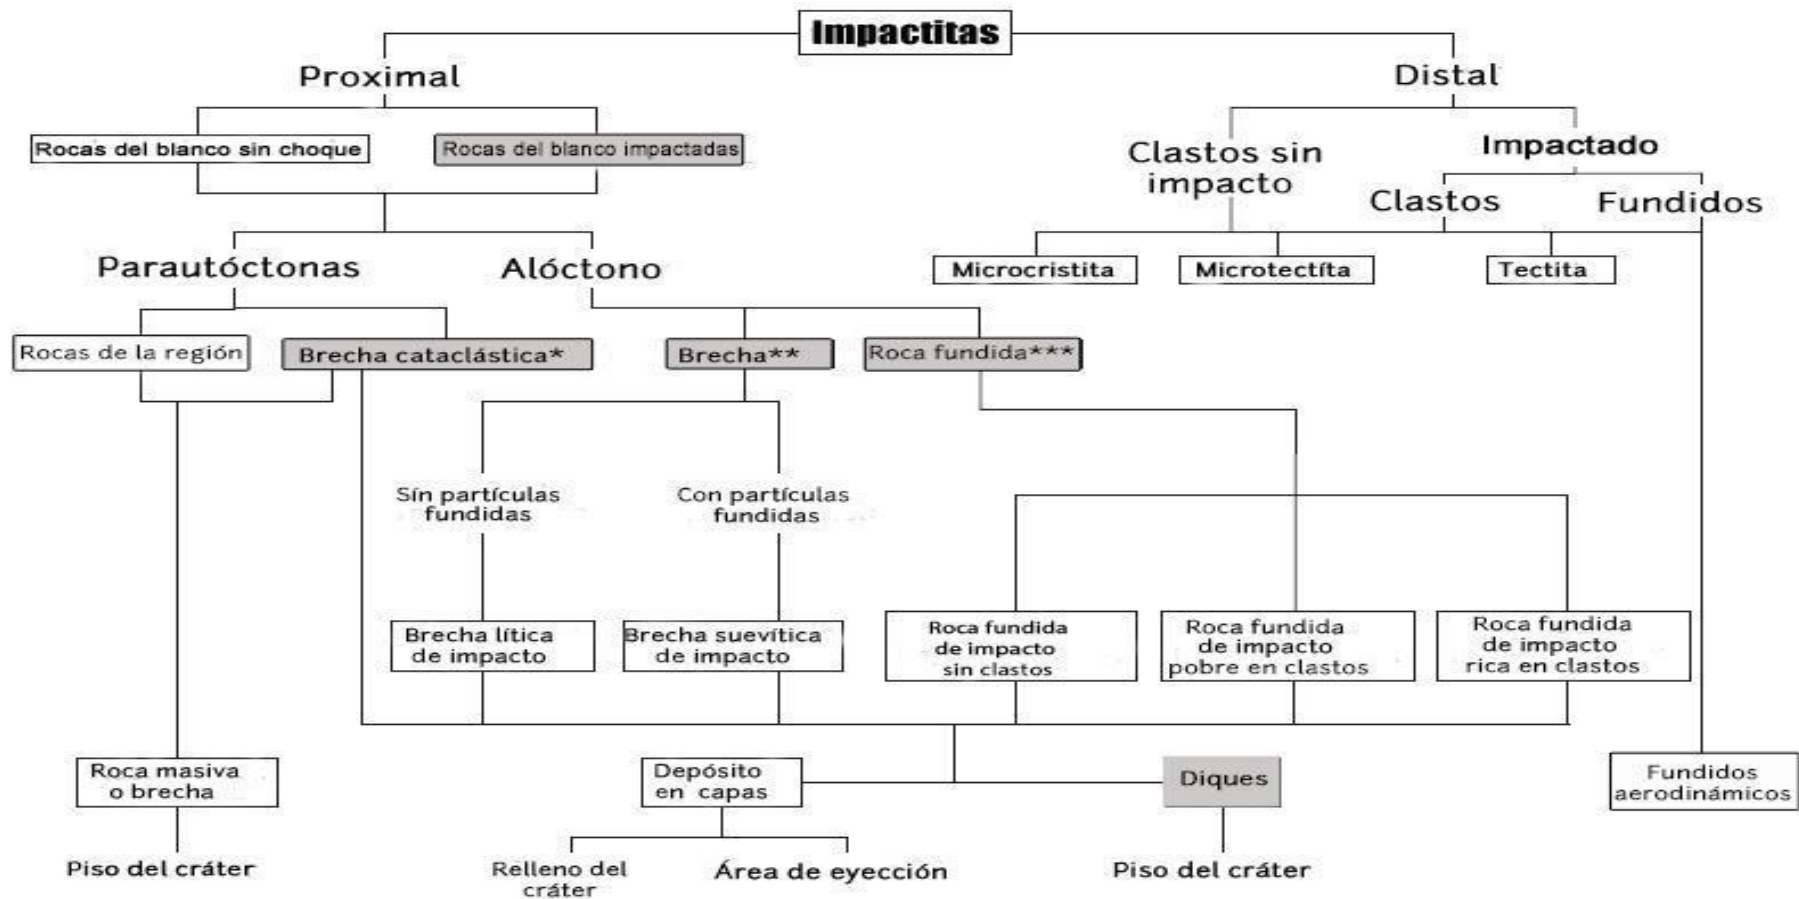 Impactitas
Proximal
Distal
Rocas del blanco sin choque
Rocas del blanco impactadas
Clastos sin
impacto
Impactado
Clastos
Fundidos
Parautóctonas
Alóctono
Microcristita
Microtectíta
Tectita
Rocas de la región
Brecha cataclástica*
Brecha**
Roca fundida***
Sín partículas
fundidas
Con partículas
fundidas
Brecha lítica
de impacto
Brecha suevítica
de impacto
Roca fundida
de impacto
sin clastos
Roca fundida
de impacto
pobre en clastos
Roca fundida
de impacto
rica en clastos
Roca masiva
o brecha
Depósito
en capas
Diques
Fundidos
aerodinámicos
Piso del cráter
Relleno del
cráter
Área de eyección
Piso del cráter